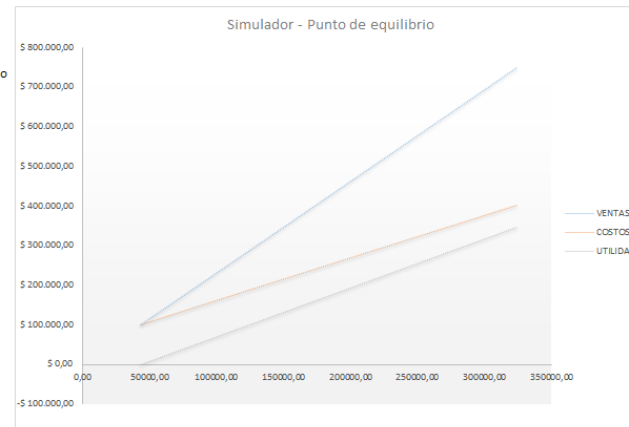 Simulador - Punto de equilibrio
o
$ 800.000,00
$ 700.000,00
$ 600.000,00
$ 500.000,00
$ 400.000,00
$ 300.000,00
$ 200.000,00
$ 100.000,00
$ 0,00
-$ 100.000,00
0,00 50000,00 100000,00 150000,00 200000,00 250000,00 300000,00 350000,00
VENTAS
COSTOS
UTILIDA